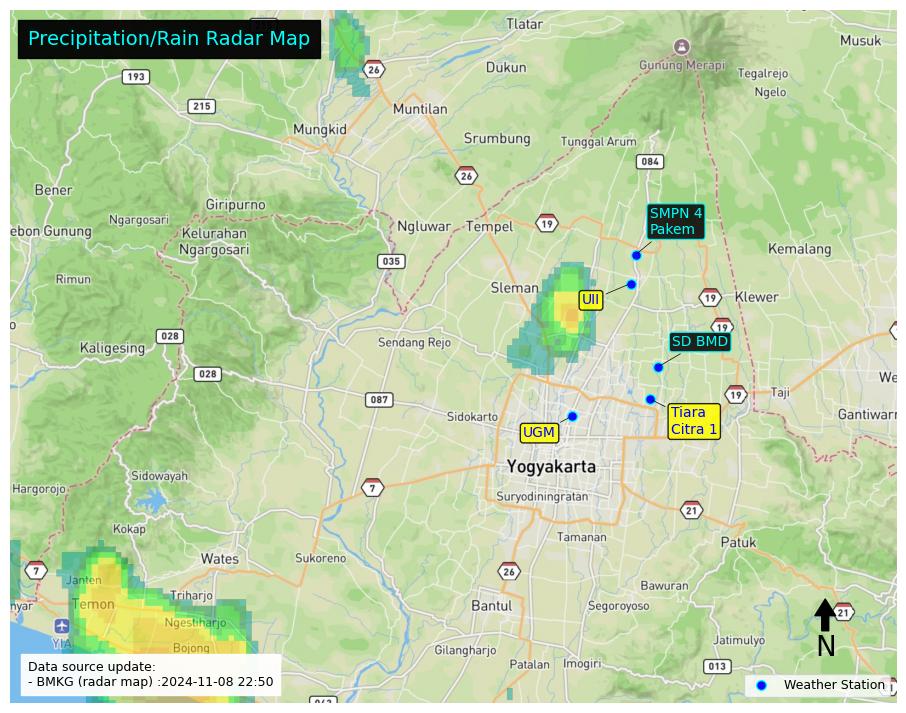 Precipitation/Rain Radar Map
Tlatar
Musuk
193
26
Dukun
Gunung Merapi
Tegalrejo
Ngelo
215
Muntilan
Mungkid
Srumbung
Tunggal Arum
084
26
Bener
Giripurno
Ngargosari
Kelurahan
Ngargosari
ebon Gunung
Ngluwar
Tempel
26
SMPN 4
Pakem
Kemalang
035
Rimun
Sleman
UII
19
Klewer
19
028
Kaligesing
Sendang Rejo
SD BMD
028
087
19
Taji
We
Sidokarto
Tiara
Citra 1
Gantiwarn
UGM
Yogyakarta
Sidowayah
Hargorojo
7
Suryodiningratan
21
Kokap
Tamanan
Patuk
Wates
Sukoreno
7
Janten
26
Bawuran
Temon
Triharjo
Bantul
Segoroyoso
21
nyar
Ngestiharjo
YIA
Bojong
Gilangharjo
Jatimulyo
N
Patalan
Imogiri
013
Data source update:
- BMKG (radar map) :2024-11-08 22:50
Weather Station